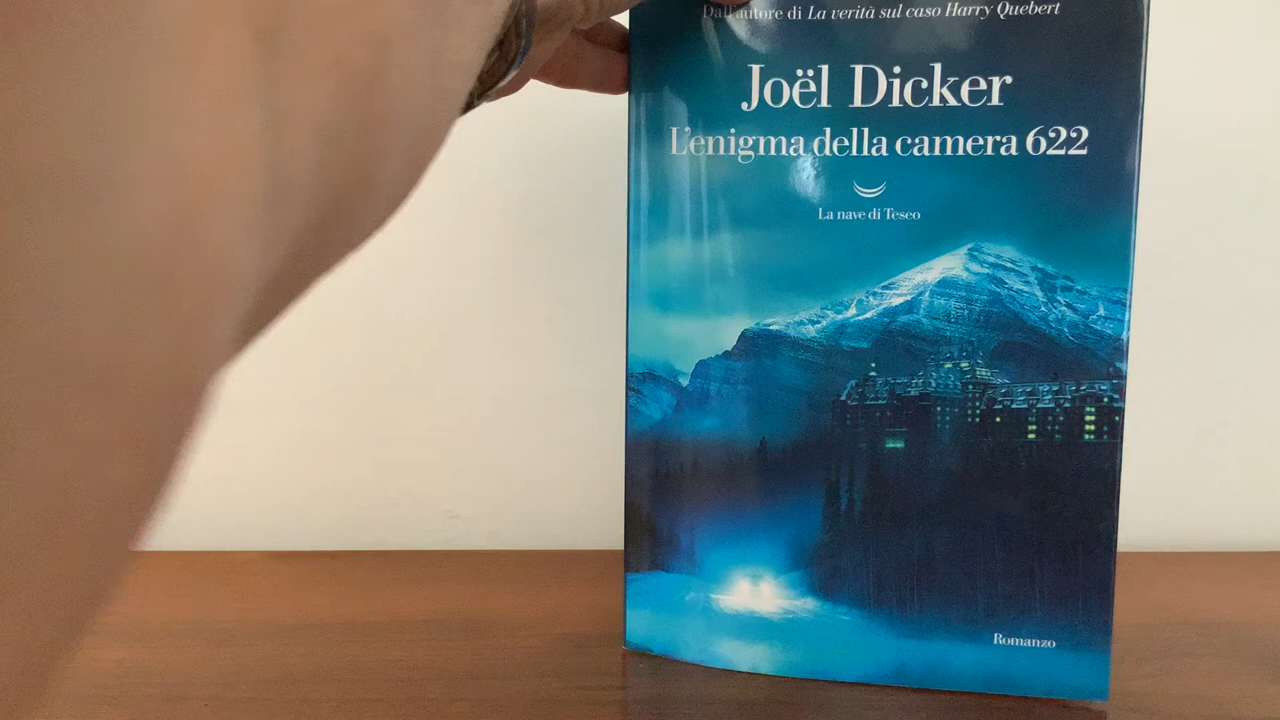 Dall'autore di La verità sul caso Harry Quebert
Joël Dicker
L'enigma della camera 622
La nave di Teseo
Romanzo